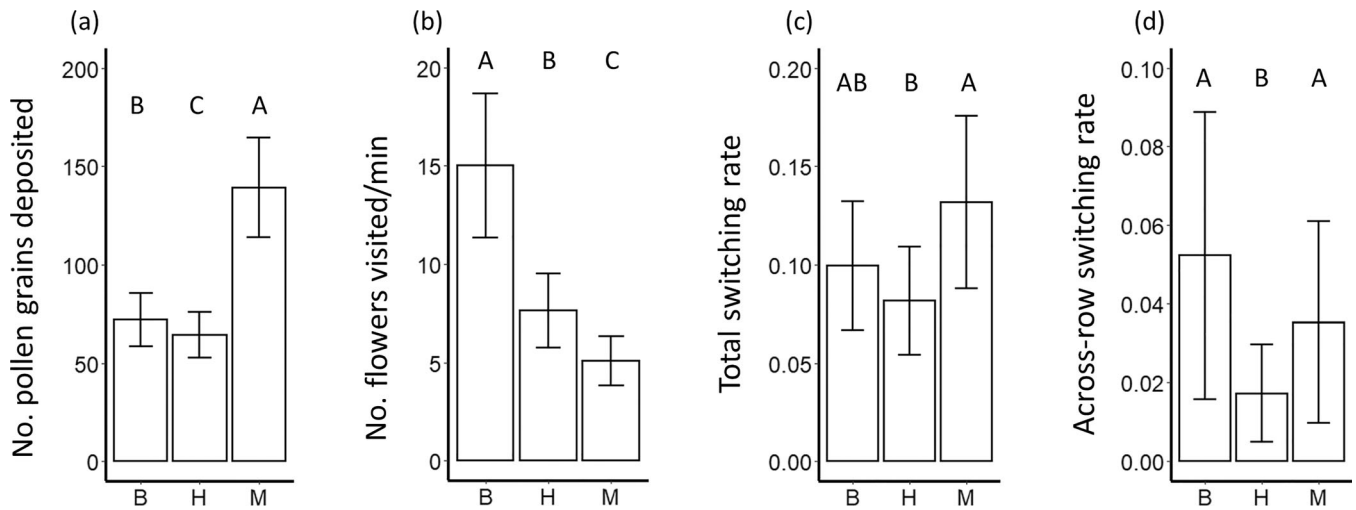 (a)
No. pollen grains deposited
200
150
100
50
0
B C A
B H M
(b)
No. flowers visited/min
20
15
10
5
0
A B C
B H M
(c)
Total switching rate
0.20
0.15
0.10
0.05
0.00
AB B A
B H M
(d)
Across-row switching rate
0.10
0.08
0.06
0.04
0.02
0.00
A B A
B H M